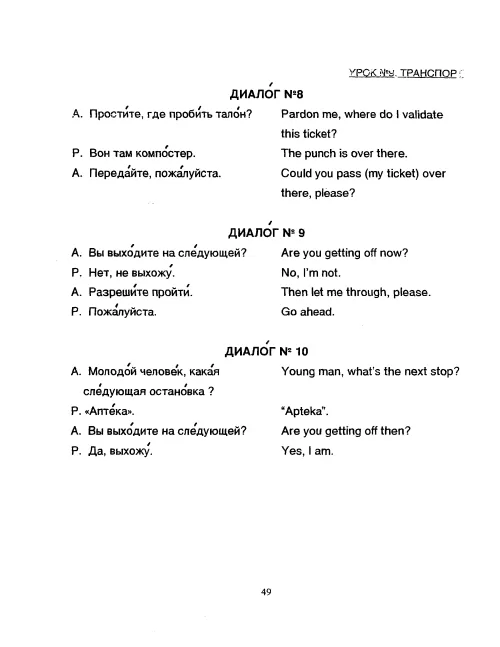 УРОК №9. ТРАНСПОР
ДИАЛО́Г №8
А. Прости́те, где проби́ть тало́н? Pardon me, where do I validate
this ticket?
Р. Вон там компо́стер. The punch is over there.
А. Переда́йте, пожа́луйста. Could you pass (my ticket) over
there, please?
ДИАЛО́Г № 9
А. Вы выхо́дите на сле́дующей? Are you getting off now?
Р. Нет, не выхожу́. No, I'm not.
А. Разреши́те пройти́. Then let me through, please.
Р. Пожа́луйста. Go ahead.
ДИАЛО́Г № 10
А. Молодо́й челове́к, кака́я Young man, what's the next stop?
сле́дующая остано́вка ?
Р. «Апте́ка». “Apteka”.
А. Вы выхо́дите на сле́дующей? Are you getting off then?
Р. Да, выхожу́. Yes, I am.
49